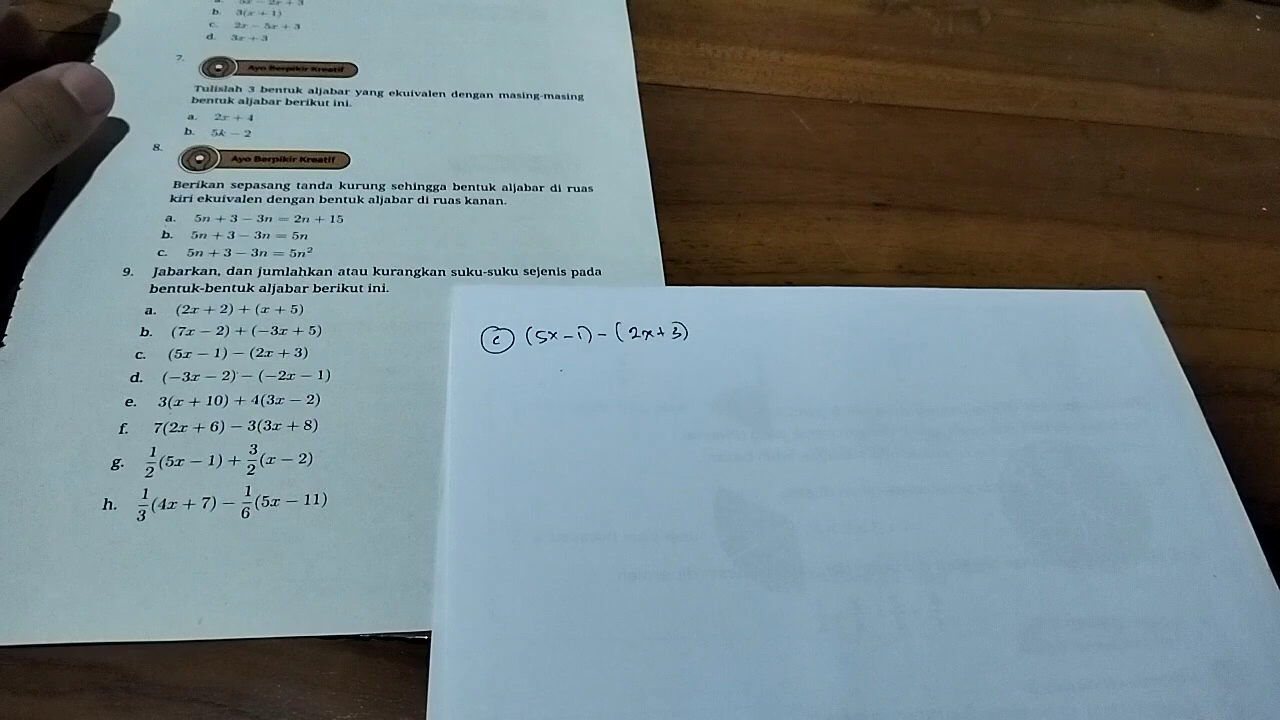 a. 5x − 2x + 3
b. 3(x + 1)
c. 2x − 5x + 3
d. 3x + 3
7. Ayo Berpikir Kreatif
Tulislah 3 bentuk aljabar yang ekuivalen dengan masing-masing
bentuk aljabar berikut ini.
a. 2x + 4
b. 5k − 2
8. Ayo Berpikir Kreatif
Berikan sepasang tanda kurung sehingga bentuk aljabar di ruas
kiri ekuivalen dengan bentuk aljabar di ruas kanan.
a. 5n + 3 − 3n = 2n + 15
b. 5n + 3 − 3n = 5n
c. 5n + 3 − 3n = 5n²
9. Jabarkan, dan jumlahkan atau kurangkan suku-suku sejenis pada
bentuk-bentuk aljabar berikut ini.
a. (2x + 2) + (x + 5)
b. (7x − 2) + (−3x + 5)
c. (5x − 1) − (2x + 3)
d. (−3x − 2) − (−2x − 1)
e. 3(x + 10) + 4(3x − 2)
f. 7(2x + 6) − 3(3x + 8)
g. 1/2(5x − 1) + 3/2(x − 2)
h. 1/3(4x + 7) − 1/6(5x − 11)
c (5x − 1) − (2x + 3)